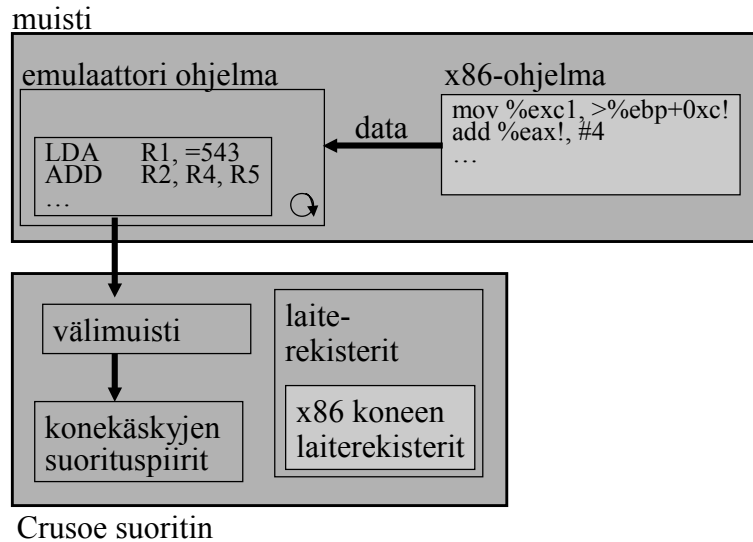 muisti
emulaattori ohjelma
x86-ohjelma
mov %exc1, >%ebp+0xc!
add %eax!, #4
…
data
LDA R1, =543
ADD R2, R4, R5
…
välimuisti
konekäskyjen
suorituspiirit
laite-
rekisterit
x86 koneen
laiterekisterit
Crusoe suoritin